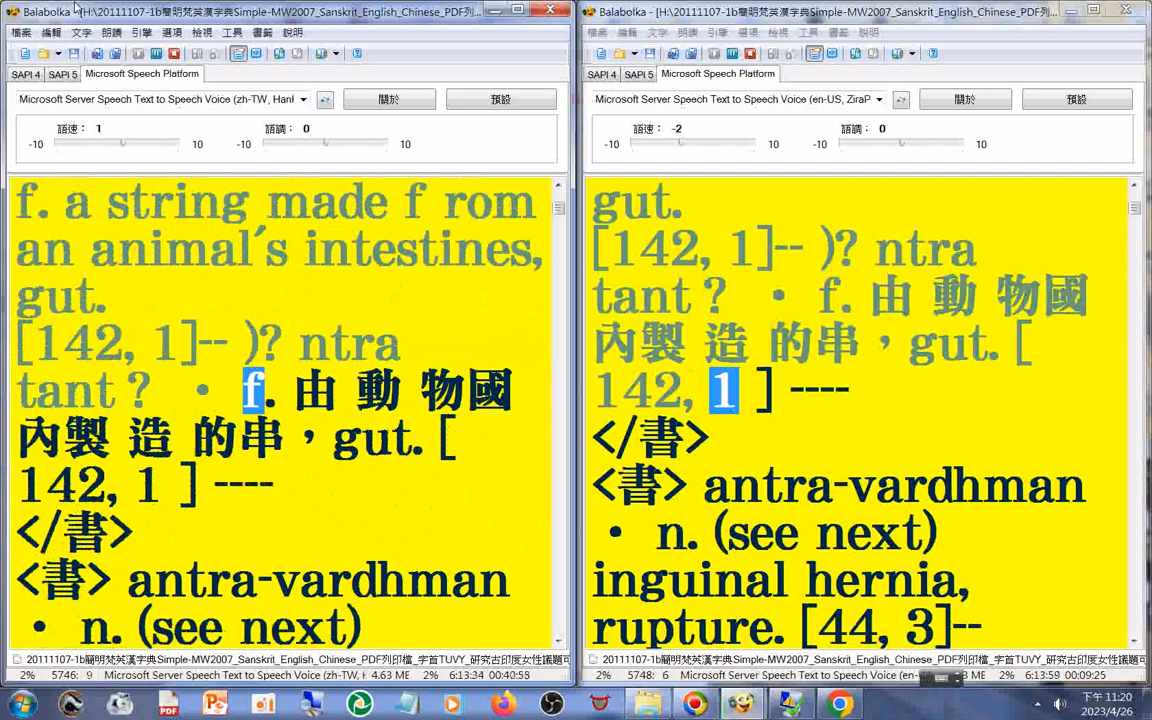 Balabolka - [H:\20111107-1b簡明梵英漢字典Simple-MW2007_Sanskrit_English_Chinese_PDF列...
檔案 編輯 文字 朗讀 引擎 選項 檢視 工具 書籤 說明
SAPI 4 SAPI 5 Microsoft Speech Platform
Microsoft Server Speech Text to Speech Voice (zh-TW, HanI 關於 預設
語速： 1 語調： 0
-10 10 -10 10
f. a string made f rom
an animal´s intestines,
gut.
[142, 1]-- )? ntra
tant？ • f. 由 動 物國
內製 造 的串，gut. [
142, 1 ] ----
</書>
<書> antra-vardhman
• n. (see next)
20111107-1b簡明梵英漢字典Simple-MW2007_Sanskrit_English_Chinese_PDF列印檔_字首TUVY_研究古印度女性議題可
2% 5746: 9 Microsoft Server Speech Text to Speech Voice (zh-TW, H 4.63 MB 2% 6:13:34 00:40:58
Balabolka - [H:\20111107-1b簡明梵英漢字典Simple-MW2007_Sanskrit_English_Chinese_PDF列...
檔案 編輯 文字 朗讀 引擎 選項 檢視 工具 書籤 說明
SAPI 4 SAPI 5 Microsoft Speech Platform
Microsoft Server Speech Text to Speech Voice (en-US, ZiraP 關於 預設
語速： -2 語調： 0
-10 10 -10 10
gut.
[142, 1]-- )? ntra
tant？ • f. 由 動 物國
內製 造 的串，gut. [
142, 1 ] ----
</書>
<書> antra-vardhman
• n. (see next)
inguinal hernia,
rupture. [44, 3]--
20111107-1b簡明梵英漢字典Simple-MW2007_Sanskrit_English_Chinese_PDF列印檔_字首TUVY_研究古印度女性議題可
2% 5748: 6 Microsoft Server Speech Text to Speech Voice 2% 6:13:59 00:09:25
下午 11:20
2023/4/26